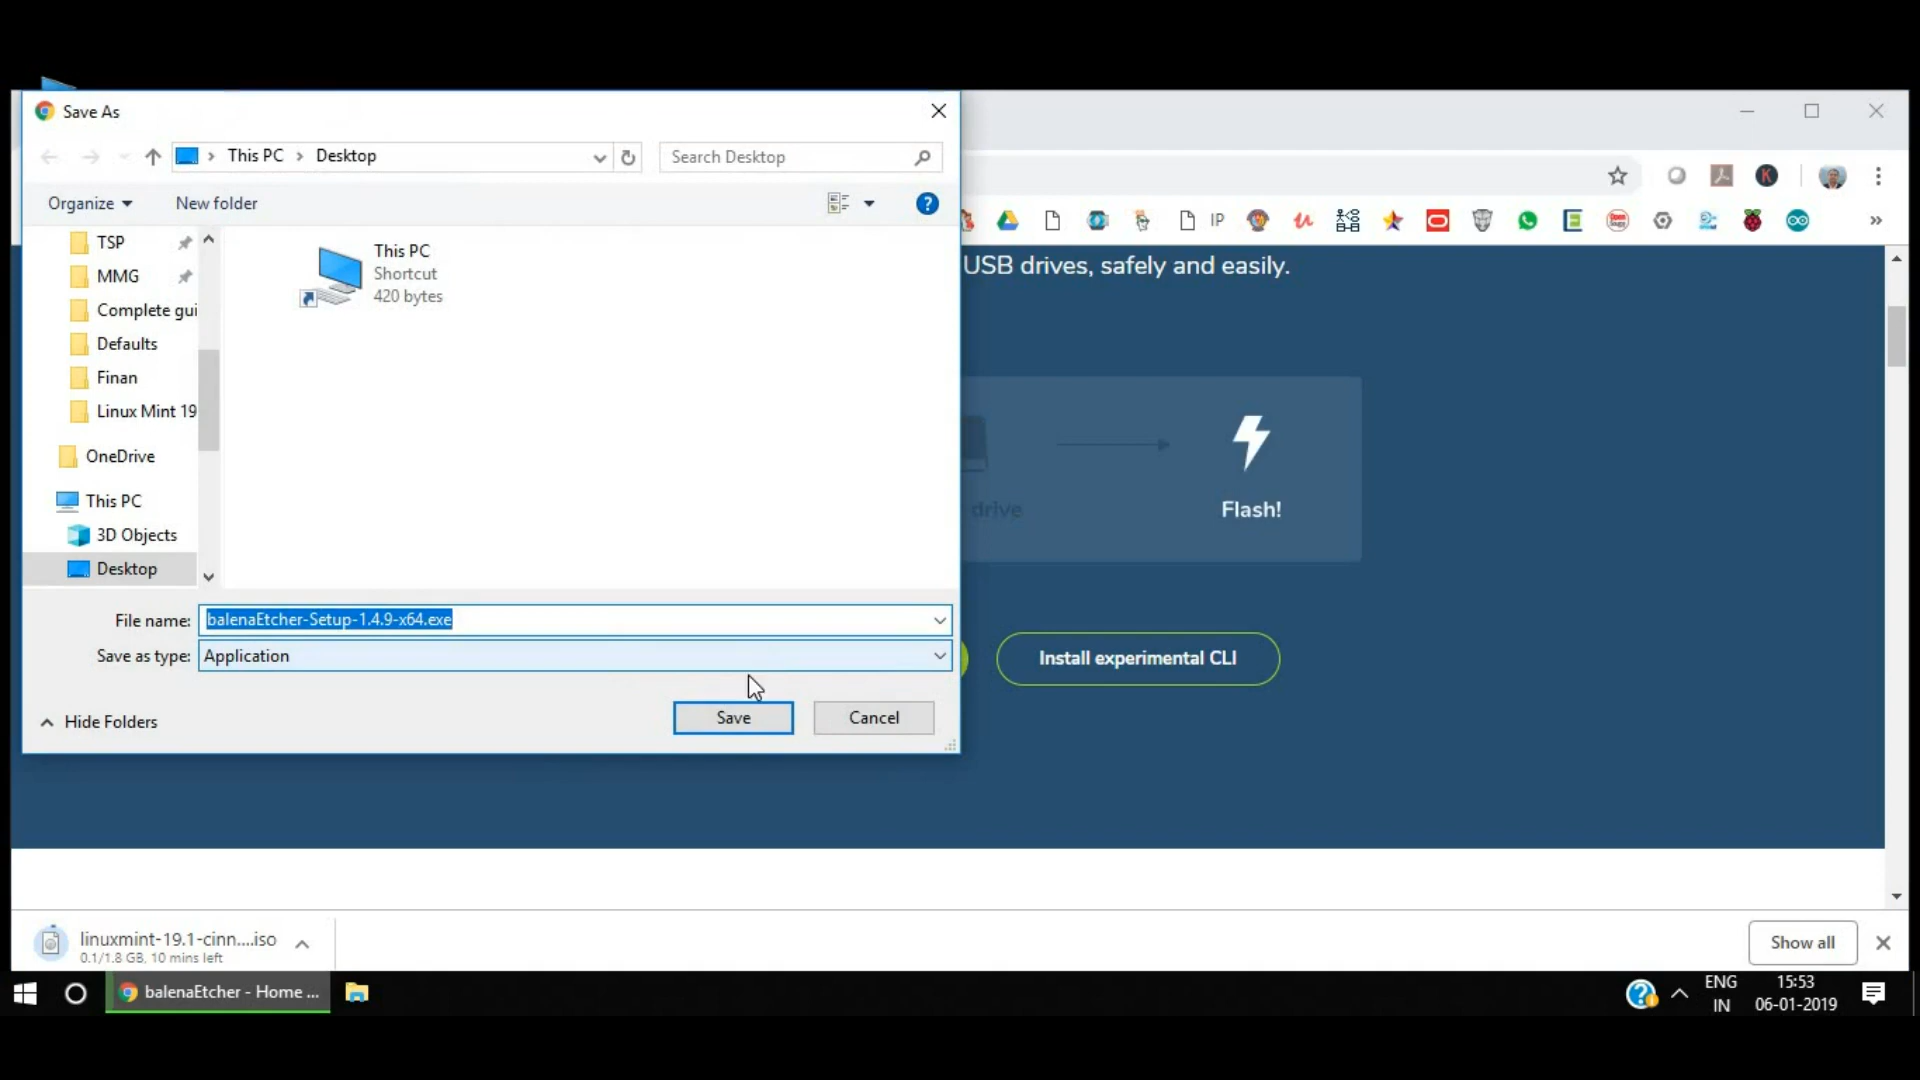 Save As
This PC > Desktop
Search Desktop
Organize
New folder
TSP
MMG
Complete gui
Defaults
Finan
Linux Mint 19
OneDrive
This PC
3D Objects
Desktop
This PC
Shortcut
420 bytes
File name: balenaEtcher-Setup-1.4.9-x64.exe
Save as type: Application
Hide Folders
Save
Cancel
IP
USB drives, safely and easily.
drive
Flash!
Install experimental CLI
linuxmint-19.1-cinn....iso
0.1/1.8 GB, 10 mins left
Show all
balenaEtcher - Home ...
ENG
IN
15:53
06-01-2019